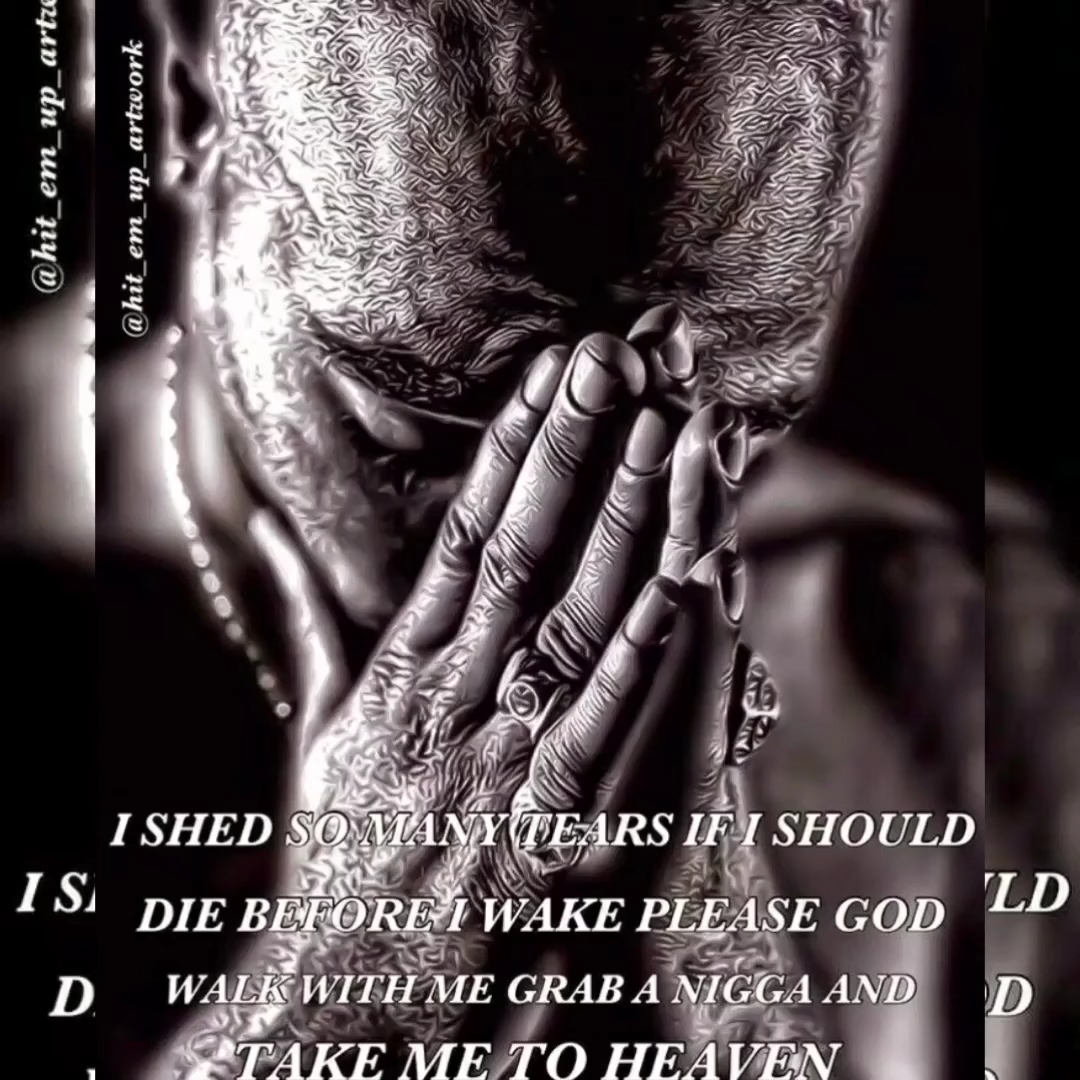 @hit_em_up_artwork
@hit_em_up_artwork
I SHED SO MANY TEARS IF I SHOULD
DIE BEFORE I WAKE PLEASE GOD
WALK WITH ME GRAB A NIGGA AND
TAKE ME TO HEAVEN